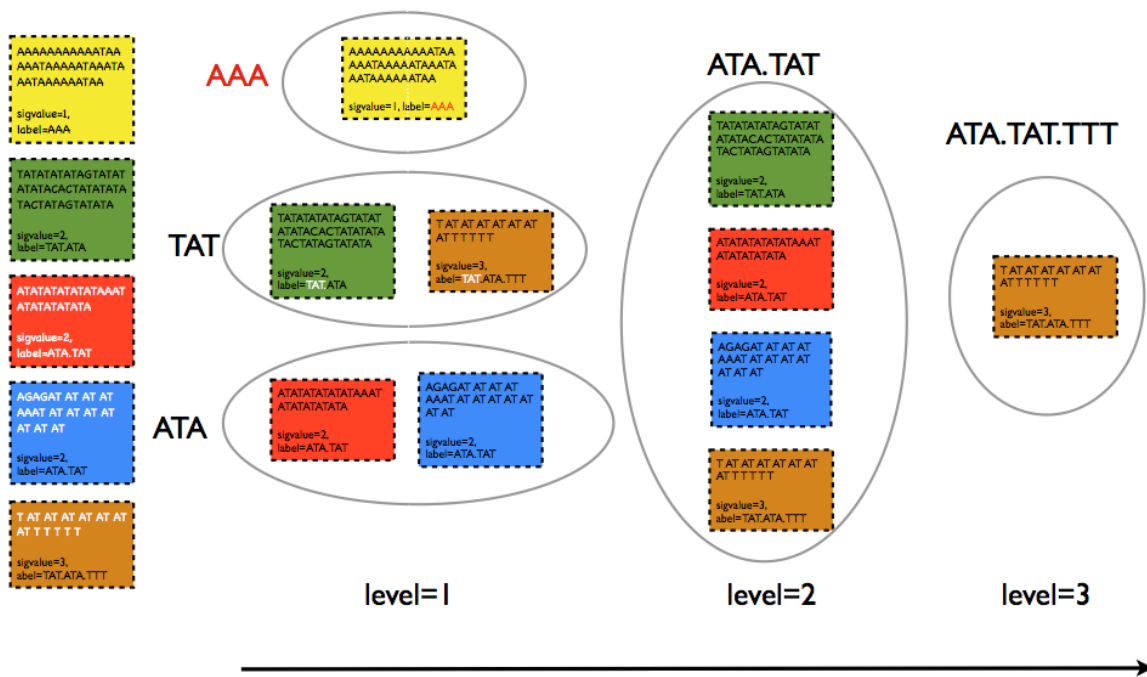 AAAAAAAAAAATAA
AAATAAAAATAAATA
AATAAAAAATAA
sigvalue=1,
label=AAA
TATATATATAGTATAT
ATATACACTATATATA
TACTATAGTATATA
sigvalue=2,
label=TAT.ATA
ATATATATATATAAAT
ATATATATATA
sigvalue=2,
label=ATA.TAT
AGAGAT AT AT AT
AAAT AT AT AT AT
AT AT AT
sigvalue=2,
label=ATA.TAT
T AT AT AT AT AT AT
AT T T T T T
sigvalue=3,
abel=TAT.ATA.TTT
AAA
AAAAAAAAAAATAA
AAATAAAAATAAATA
AATAAAAAATAA
sigvalue=1, label=AAA
TAT
TATATATATAGTATAT
ATATACACTATATATA
TACTATAGTATATA
sigvalue=2,
label=TAT.ATA
T AT AT AT AT AT AT
AT T T T T T
sigvalue=3,
abel=TAT.ATA.TTT
ATA
ATATATATATATAAAT
ATATATATATA
sigvalue=2,
label=ATA.TAT
AGAGAT AT AT AT
AAAT AT AT AT AT AT
AT AT
sigvalue=2,
label=ATA.TAT
level=1
ATA.TAT
TATATATATAGTATAT
ATATACACTATATATA
TACTATAGTATATA
sigvalue=2,
label=TAT.ATA
ATATATATATATAAAT
ATATATATATA
sigvalue=2,
label=ATA.TAT
AGAGAT AT AT AT
AAAT AT AT AT AT
AT AT AT
sigvalue=2,
label=ATA.TAT
T AT AT AT AT AT AT
AT T T T T T
sigvalue=3,
abel=TAT.ATA.TTT
level=2
ATA.TAT.TTT
T AT AT AT AT AT AT
AT T T T T T
sigvalue=3,
abel=TAT.ATA.TTT
level=3